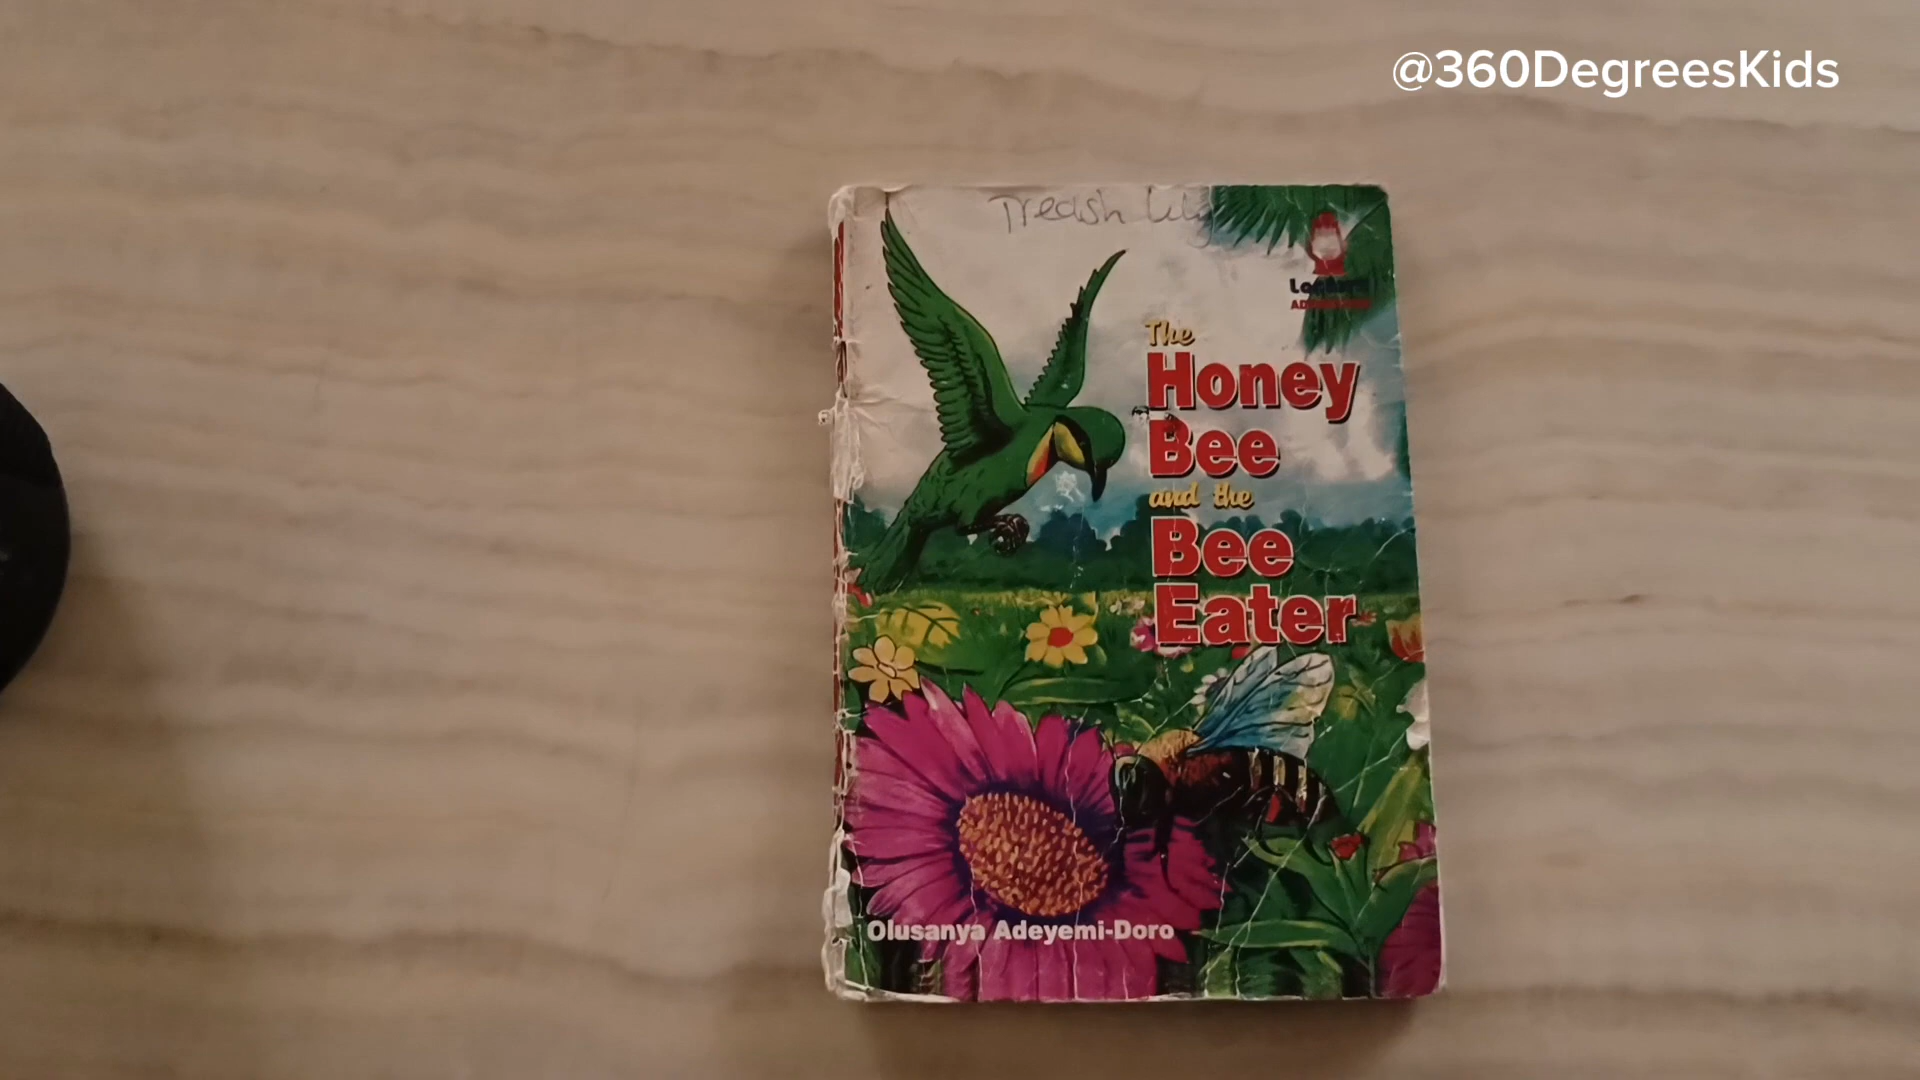 @360DegreesKids
The
Honey
Bee
and the
Bee
Eater
Olusanya Adeyemi-Doro